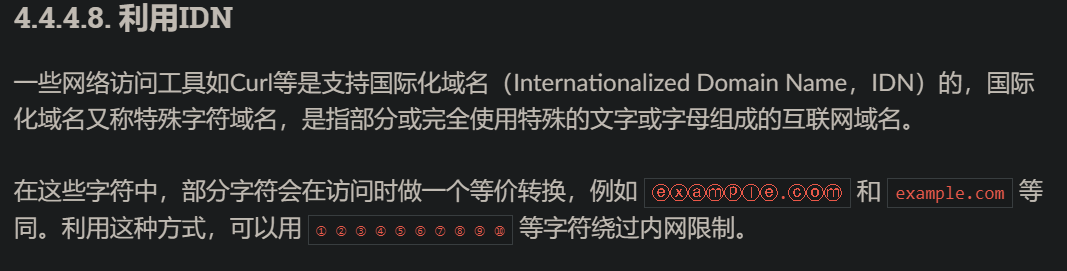 4.4.4.8. 利用IDN
一些网络访问工具如Curl等是支持国际化域名（Internationalized Domain Name，IDN）的，国际
化域名又称特殊字符域名，是指部分或完全使用特殊的文字或字母组成的互联网域名。
在这些字符中，部分字符会在访问时做一个等价转换，例如 ⓔⓧⓐⓜⓟⓛⓔ.ⓒⓞⓜ 和 example.com 等
同。利用这种方式，可以用 ① ② ③ ④ ⑤ ⑥ ⑦ ⑧ ⑨ ⑩ 等字符绕过内网限制。